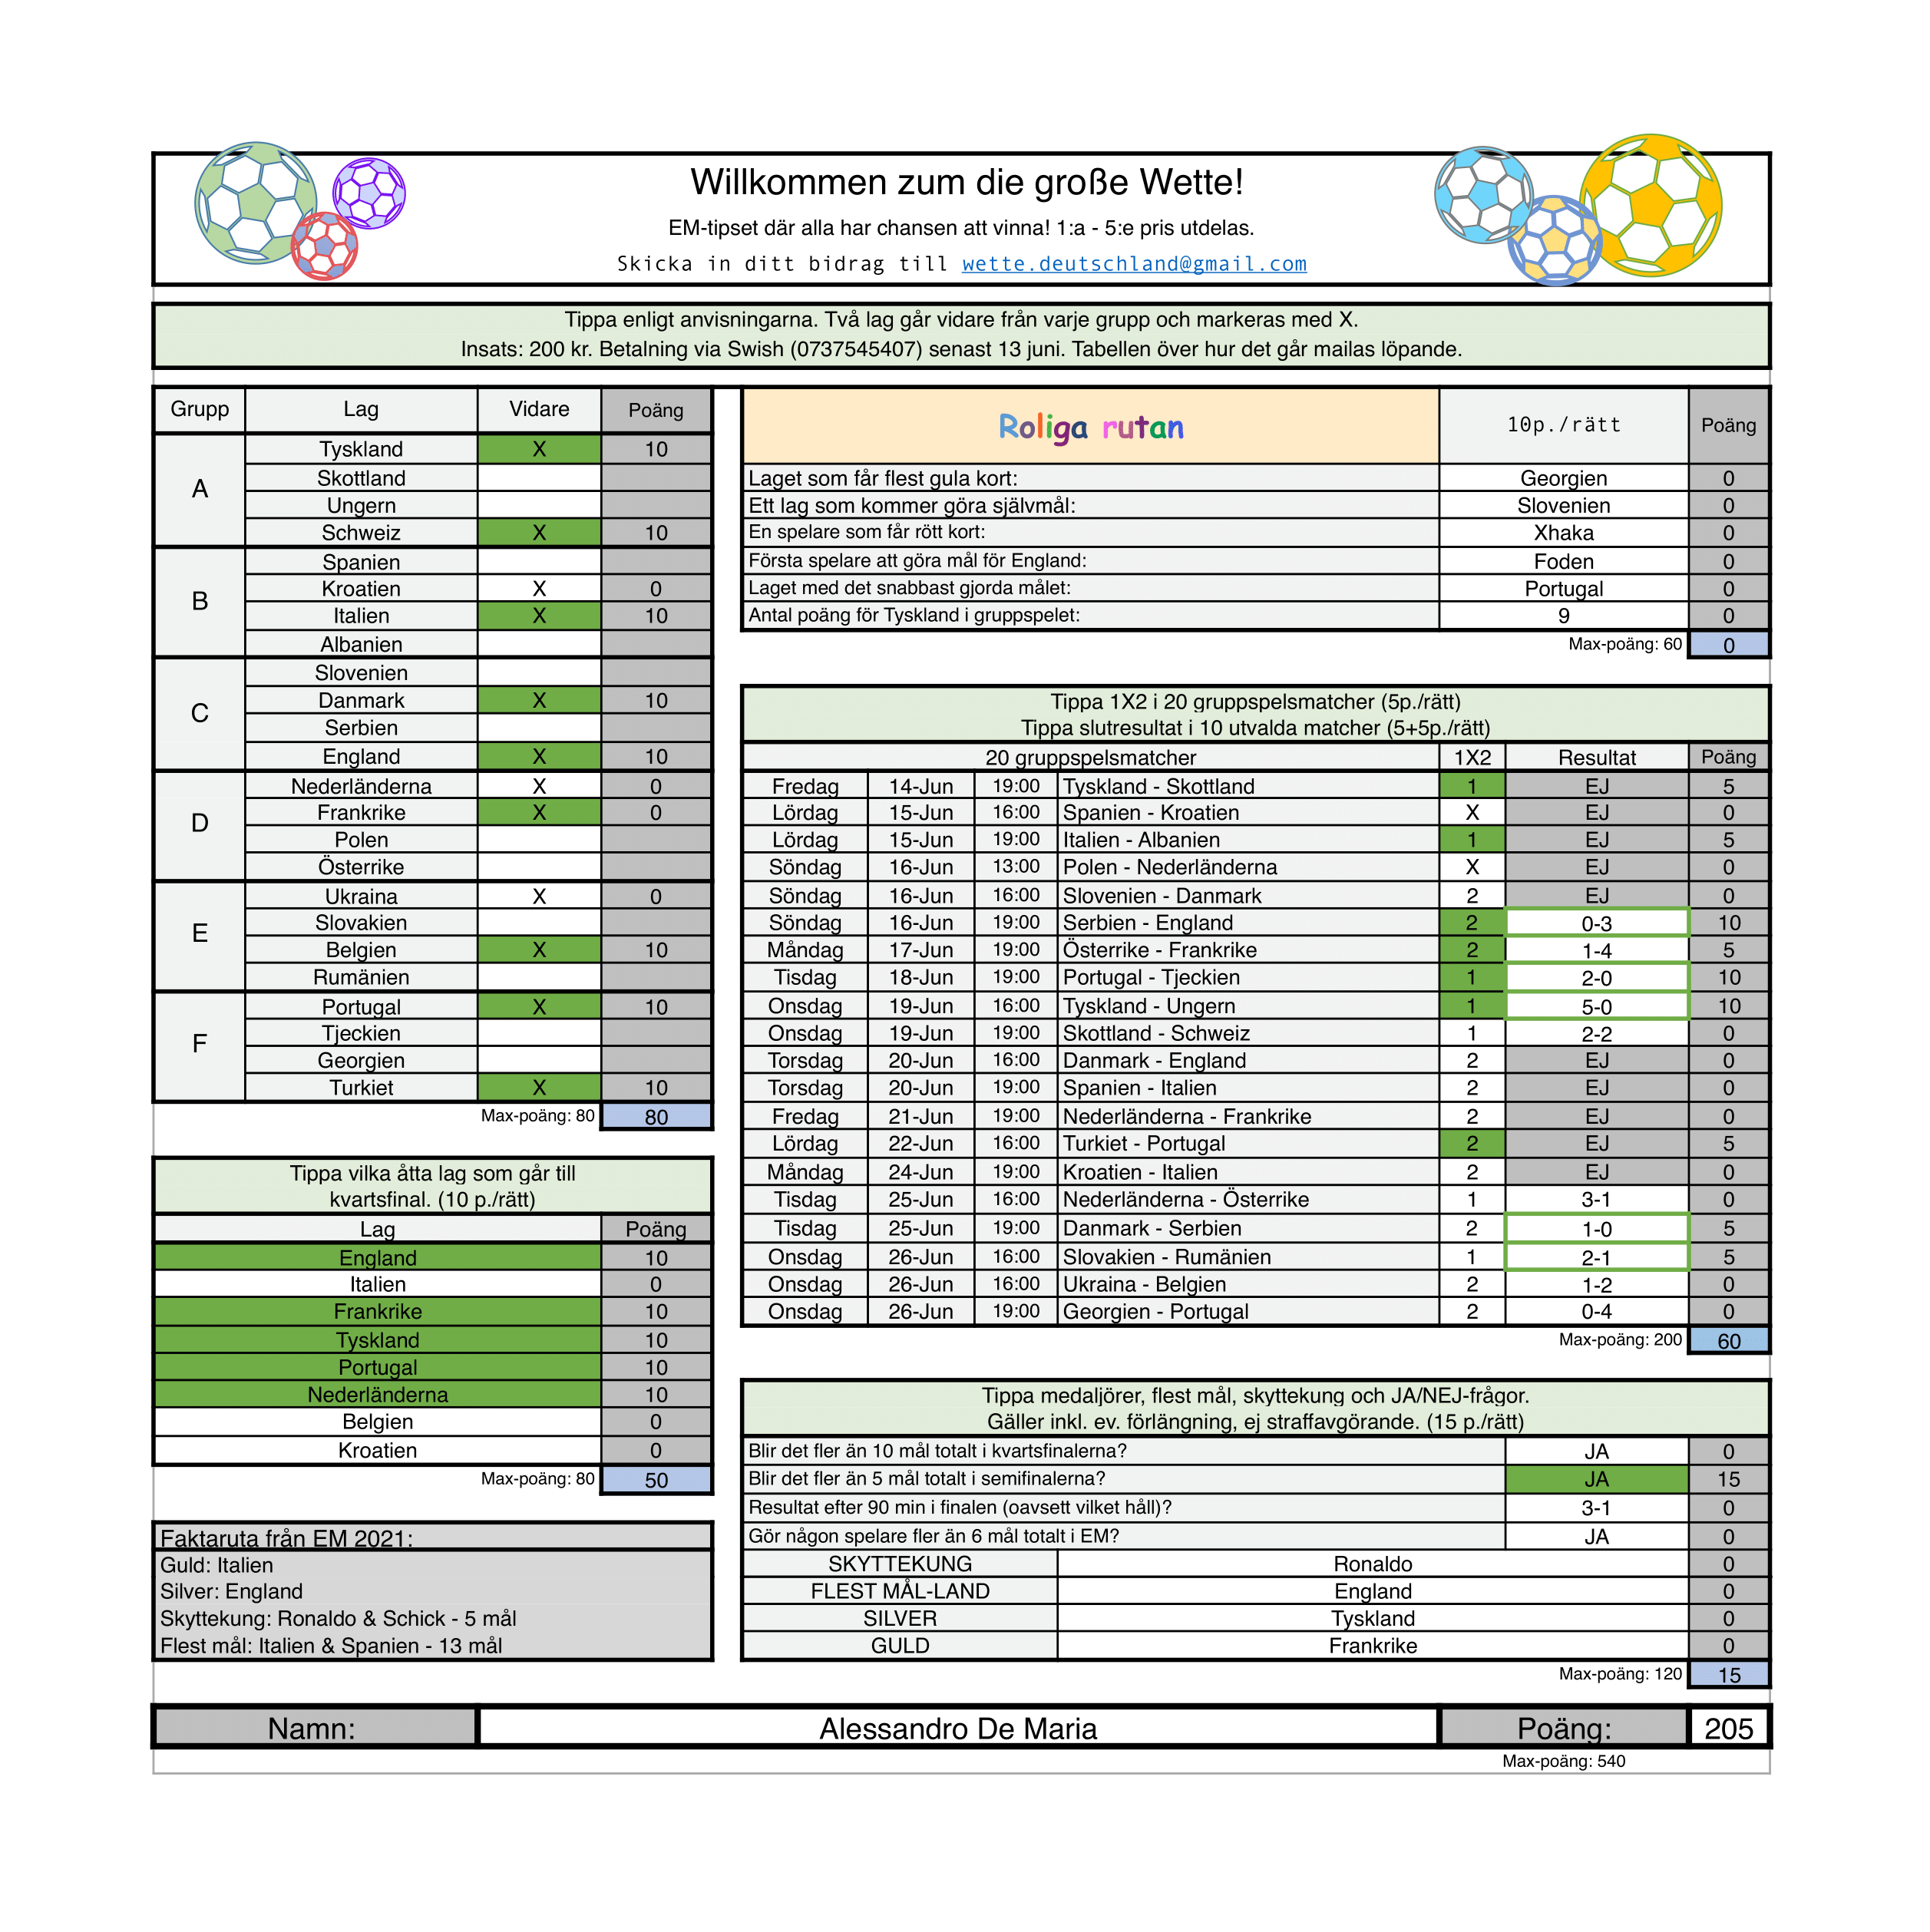 Willkommen zum die große Wette!
EM-tipset där alla har chansen att vinna! 1:a - 5:e pris utdelas.
Skicka in ditt bidrag till wette.deutschland@gmail.com
Tippa enligt anvisningarna. Två lag går vidare från varje grupp och markeras med X.
Insats: 200 kr. Betalning via Swish (0737545407) senast 13 juni. Tabellen över hur det går mailas löpande.
Grupp Lag Vidare Poäng
A
Tyskland X 10
Skottland
Ungern
Schweiz X 10
B
Spanien
Kroatien X 0
Italien X 10
Albanien
C
Slovenien
Danmark X 10
Serbien
England X 10
D
Nederländerna X 0
Frankrike X 0
Polen
Österrike
E
Ukraina X 0
Slovakien
Belgien X 10
Rumänien
F
Portugal X 10
Tjeckien
Georgien
Turkiet X 10
Max-poäng: 80 80
Tippa vilka åtta lag som går till
kvartsfinal. (10 p./rätt)
Lag Poäng
England 10
Italien 0
Frankrike 10
Tyskland 10
Portugal 10
Nederländerna 10
Belgien 0
Kroatien 0
Max-poäng: 80 50
Faktaruta från EM 2021:
Guld: Italien
Silver: England
Skyttekung: Ronaldo & Schick - 5 mål
Flest mål: Italien & Spanien - 13 mål
Roliga rutan 10p./rätt Poäng
Laget som får flest gula kort: Georgien 0
Ett lag som kommer göra självmål: Slovenien 0
En spelare som får rött kort: Xhaka 0
Första spelare att göra mål för England: Foden 0
Laget med det snabbast gjorda målet: Portugal 0
Antal poäng för Tyskland i gruppspelet: 9 0
Max-poäng: 60 0
Tippa 1X2 i 20 gruppspelsmatcher (5p./rätt)
Tippa slutresultat i 10 utvalda matcher (5+5p./rätt)
20 gruppspelsmatcher 1X2 Resultat Poäng
Fredag 14-Jun 19:00 Tyskland - Skottland 1 EJ 5
Lördag 15-Jun 16:00 Spanien - Kroatien X EJ 0
Lördag 15-Jun 19:00 Italien - Albanien 1 EJ 5
Söndag 16-Jun 13:00 Polen - Nederländerna X EJ 0
Söndag 16-Jun 16:00 Slovenien - Danmark 2 EJ 0
Söndag 16-Jun 19:00 Serbien - England 2 0-3 10
Måndag 17-Jun 19:00 Österrike - Frankrike 2 1-4 5
Tisdag 18-Jun 19:00 Portugal - Tjeckien 1 2-0 10
Onsdag 19-Jun 16:00 Tyskland - Ungern 1 5-0 10
Onsdag 19-Jun 19:00 Skottland - Schweiz 1 2-2 0
Torsdag 20-Jun 16:00 Danmark - England 2 EJ 0
Torsdag 20-Jun 19:00 Spanien - Italien 2 EJ 0
Fredag 21-Jun 19:00 Nederländerna - Frankrike 2 EJ 0
Lördag 22-Jun 16:00 Turkiet - Portugal 2 EJ 5
Måndag 24-Jun 19:00 Kroatien - Italien 2 EJ 0
Tisdag 25-Jun 16:00 Nederländerna - Österrike 1 3-1 0
Tisdag 25-Jun 19:00 Danmark - Serbien 2 1-0 5
Onsdag 26-Jun 16:00 Slovakien - Rumänien 1 2-1 5
Onsdag 26-Jun 16:00 Ukraina - Belgien 2 1-2 0
Onsdag 26-Jun 19:00 Georgien - Portugal 2 0-4 0
Max-poäng: 200 60
Tippa medaljörer, flest mål, skyttekung och JA/NEJ-frågor.
Gäller inkl. ev. förlängning, ej straffavgörande. (15 p./rätt)
Blir det fler än 10 mål totalt i kvartsfinalerna? JA 0
Blir det fler än 5 mål totalt i semifinalerna? JA 15
Resultat efter 90 min i finalen (oavsett vilket håll)? 3-1 0
Gör någon spelare fler än 6 mål totalt i EM? JA 0
SKYTTEKUNG Ronaldo 0
FLEST MÅL-LAND England 0
SILVER Tyskland 0
GULD Frankrike 0
Max-poäng: 120 15
Namn: Alessandro De Maria Poäng: 205
Max-poäng: 540